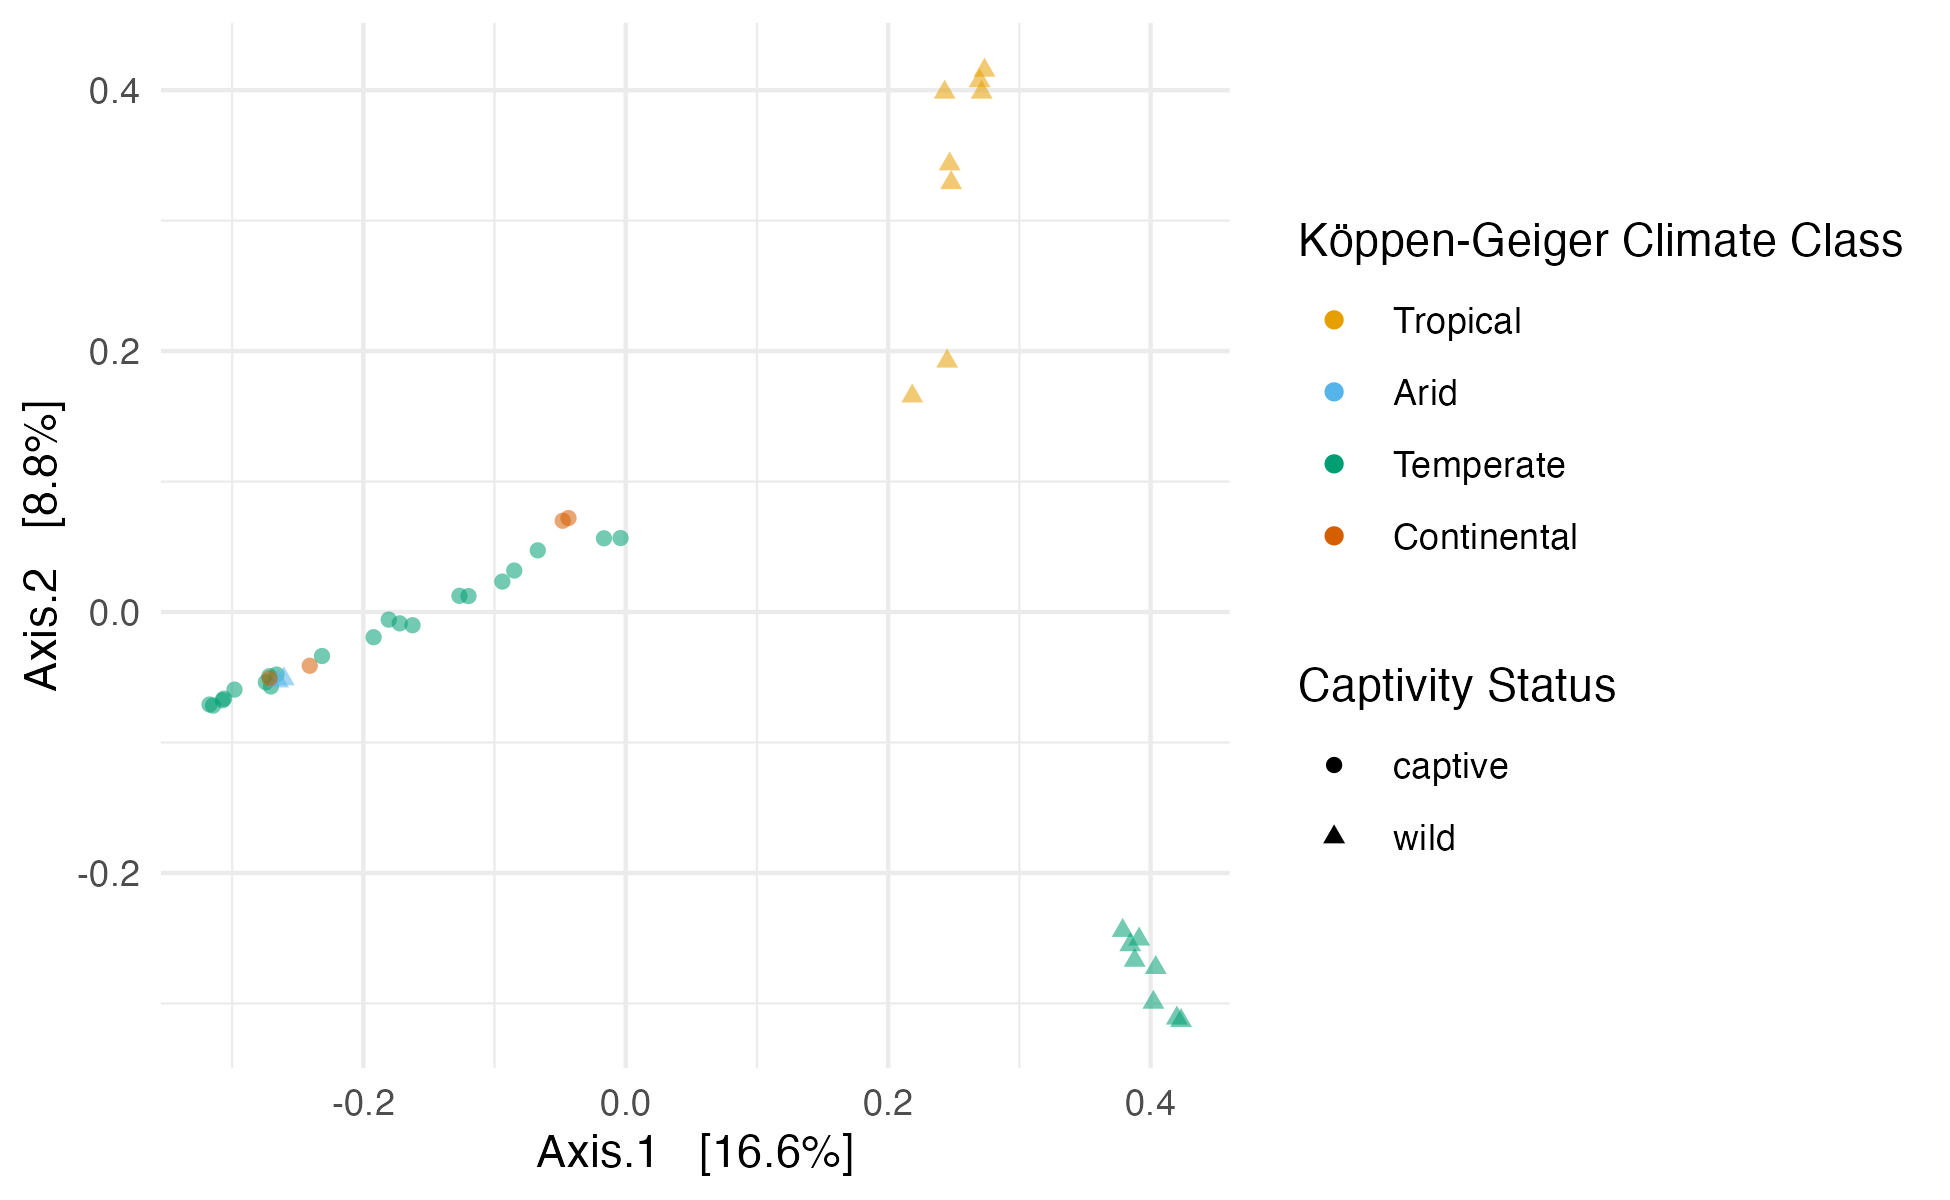 0.4
0.2
0.0
-0.2
Axis.2 [8.8%]
-0.2 0.0 0.2 0.4
Axis.1 [16.6%]
Köppen-Geiger Climate Class
Tropical
Arid
Temperate
Continental
Captivity Status
captive
wild